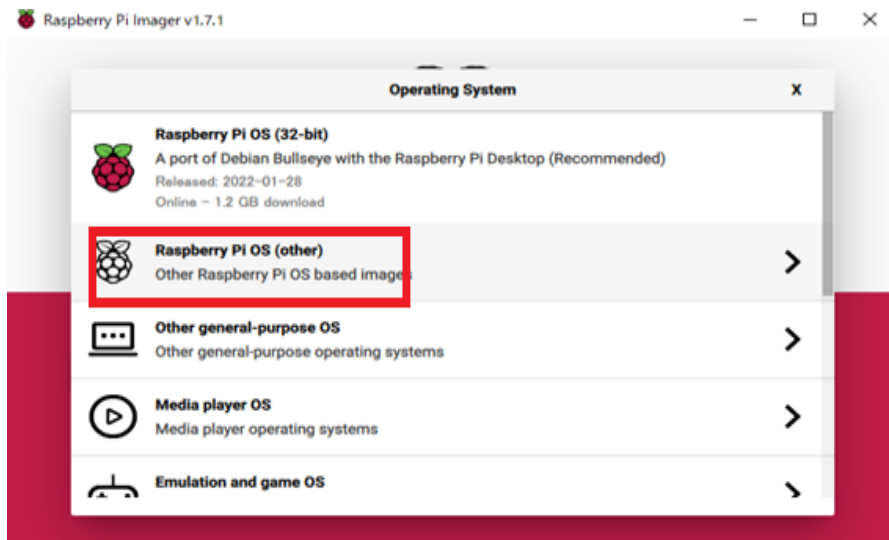 Raspberry Pi Imager v1.7.1
Operating System
X
Raspberry Pi OS (32-bit)
A port of Debian Bullseye with the Raspberry Pi Desktop (Recommended)
Released: 2022-01-28
Online - 1.2 GB download
Raspberry Pi OS (other)
Other Raspberry Pi OS based images
Other general-purpose OS
Other general-purpose operating systems
Media player OS
Media player operating systems
Emulation and game OS